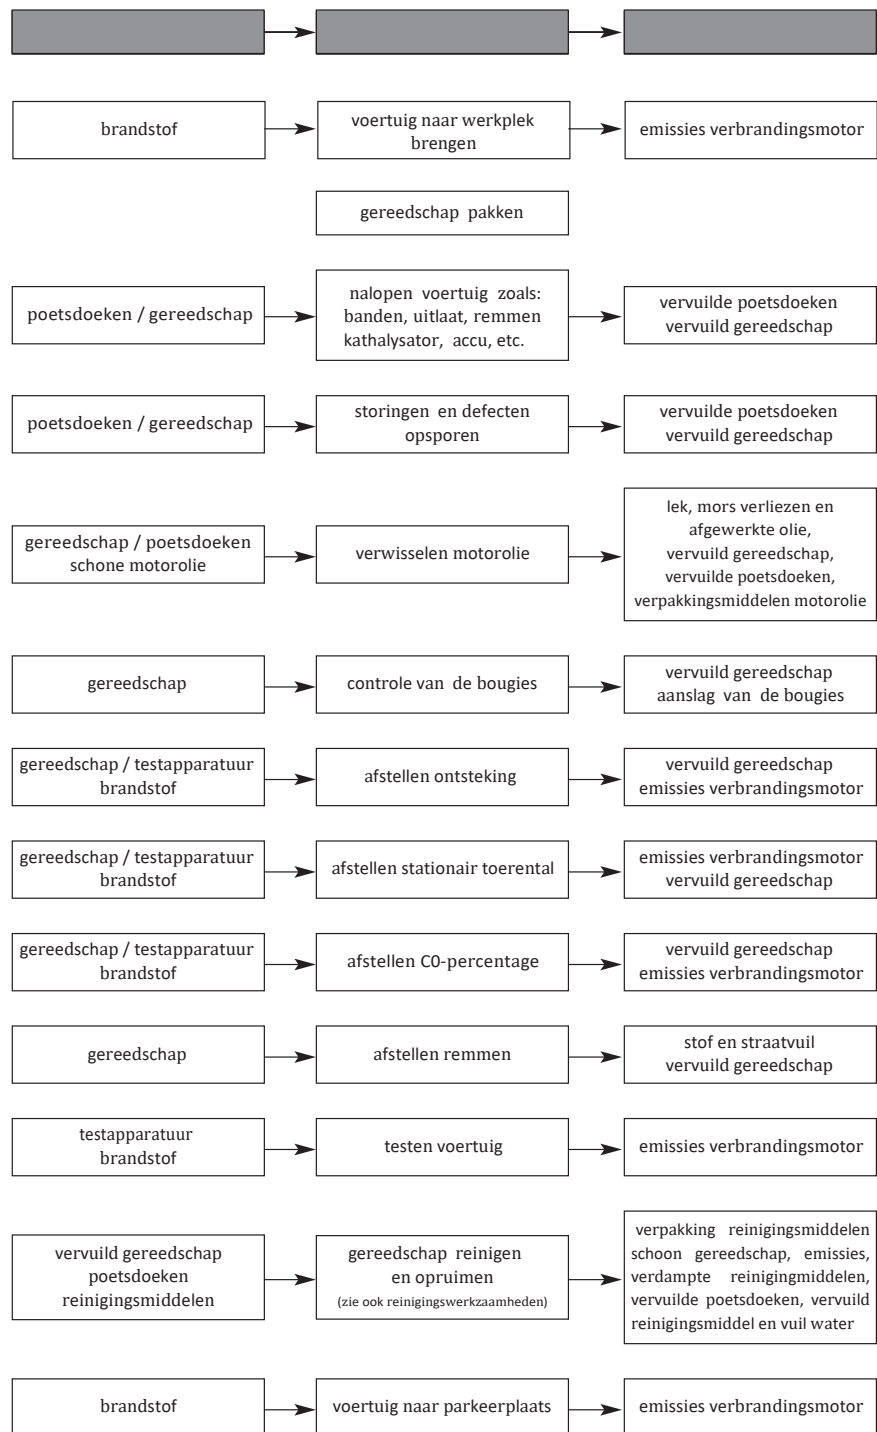 brandstof
voertuig naar werkplek
brengen
emissies verbrandingsmotor
gereedschap pakken
poetsdoeken / gereedschap
nalopen voertuig zoals:
banden, uitlaat, remmen
kathalysator, accu, etc.
vervuilde poetsdoeken
vervuild gereedschap
poetsdoeken / gereedschap
storingen en defecten
opsporen
vervuilde poetsdoeken
vervuild gereedschap
gereedschap / poetsdoeken
schone motorolie
verwisselen motorolie
lek, mors verliezen en
afgewerkte olie,
vervuild gereedschap,
vervuilde poetsdoeken,
verpakkingsmiddelen motorolie
gereedschap
controle van de bougies
vervuild gereedschap
aanslag van de bougies
gereedschap / testapparatuur
brandstof
afstellen ontsteking
vervuild gereedschap
emissies verbrandingsmotor
gereedschap / testapparatuur
brandstof
afstellen stationair toerental
emissies verbrandingsmotor
vervuild gereedschap
gereedschap / testapparatuur
brandstof
afstellen C0-percentage
vervuild gereedschap
emissies verbrandingsmotor
gereedschap
afstellen remmen
stof en straatvuil
vervuild gereedschap
testapparatuur
brandstof
testen voertuig
emissies verbrandingsmotor
vervuild gereedschap
poetsdoeken
reinigingsmiddelen
gereedschap reinigen
en opruimen
(zie ook reinigingswerkzaamheden)
verpakking reinigingsmiddelen
schoon gereedschap, emissies,
verdampte reinigingmiddelen,
vervuilde poetsdoeken, vervuild
reinigingsmiddel en vuil water
brandstof
voertuig naar parkeerplaats
emissies verbrandingsmotor